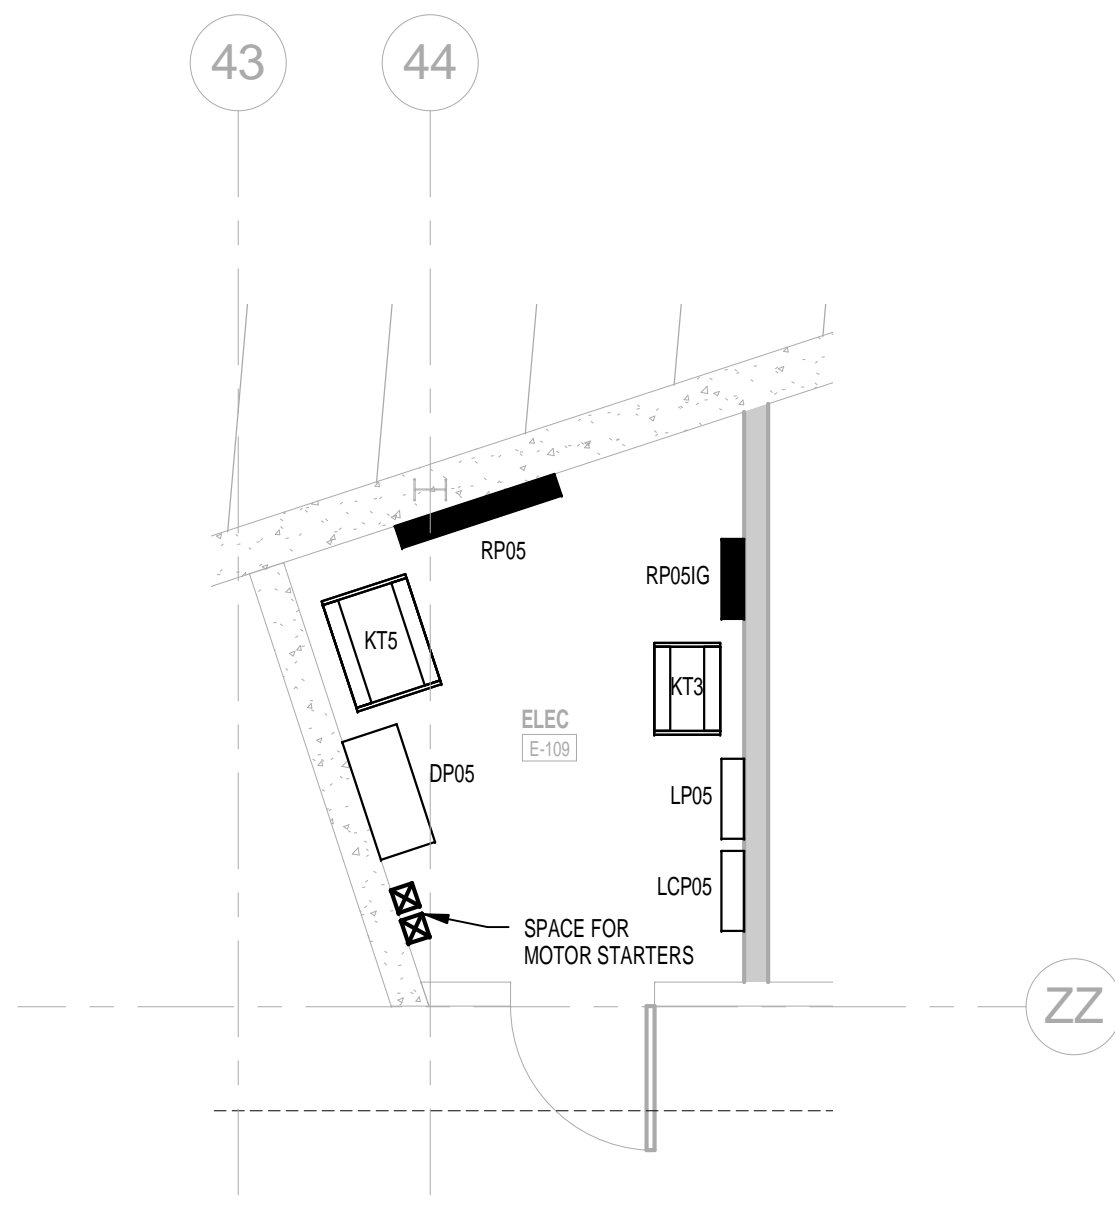 43
44
RP05
RP05IG
KT5
KT3
ELEC
E-109
DP05
LP05
LCP05
SPACE FOR
MOTOR STARTERS
ZZ